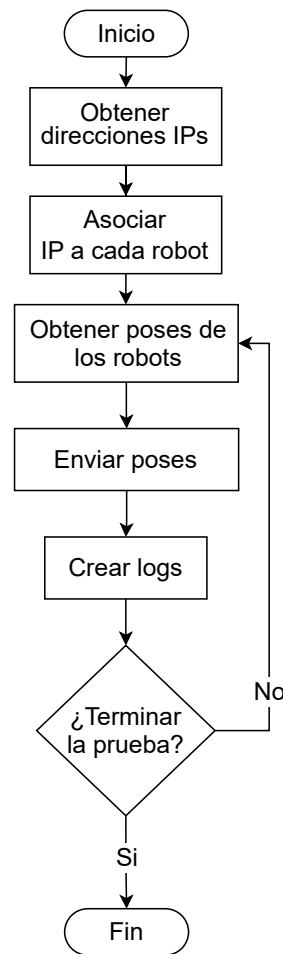 Inicio
Obtener
direcciones IPs
Asociar
IP a cada robot
Obtener poses de
los robots
Enviar poses
Crear logs
¿Terminar
la prueba?
No
Si
Fin